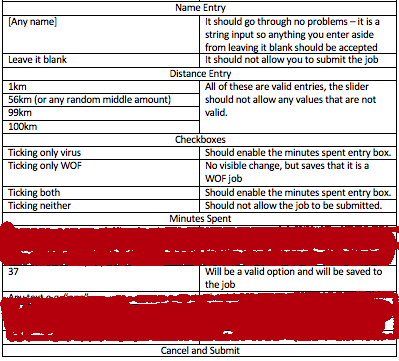 Name Entry
[Any name]
It should go through no problems – it is a
string input so anything you enter aside
from leaving it blank should be accepted
Leave it blank
It should not allow you to submit the job
Distance Entry
1km
56km (or any random middle amount)
99km
100km
All of these are valid entries, the slider
should not allow any values that are not
valid.
Checkboxes
Ticking only virus
Should enable the minutes spent entry box.
Ticking only WOF
No visible change, but saves that it is a
WOF job
Ticking both
Should enable the minutes spent entry box.
Ticking neither
Should not allow the job to be submitted.
Minutes Spent
37
Will be a valid option and will be saved to
the job
Cancel and Submit